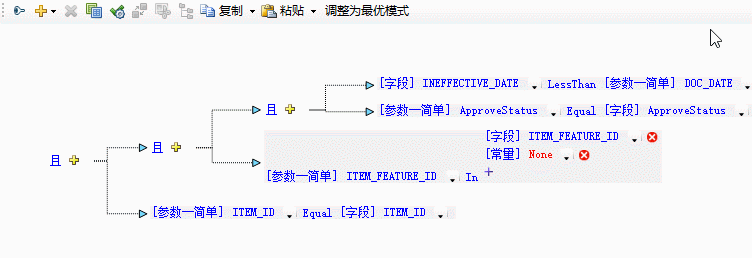 复制 粘贴 调整为最优模式
[字段] INEFFECTIVE_DATE LessThan [参数一简单] DOC_DATE
且
[参数一简单] ApproveStatus Equal [字段] ApproveStatus
[字段] ITEM_FEATURE_ID
且
[常量] None
且
[参数一简单] ITEM_FEATURE_ID In
[参数一简单] ITEM_ID Equal [字段] ITEM_ID